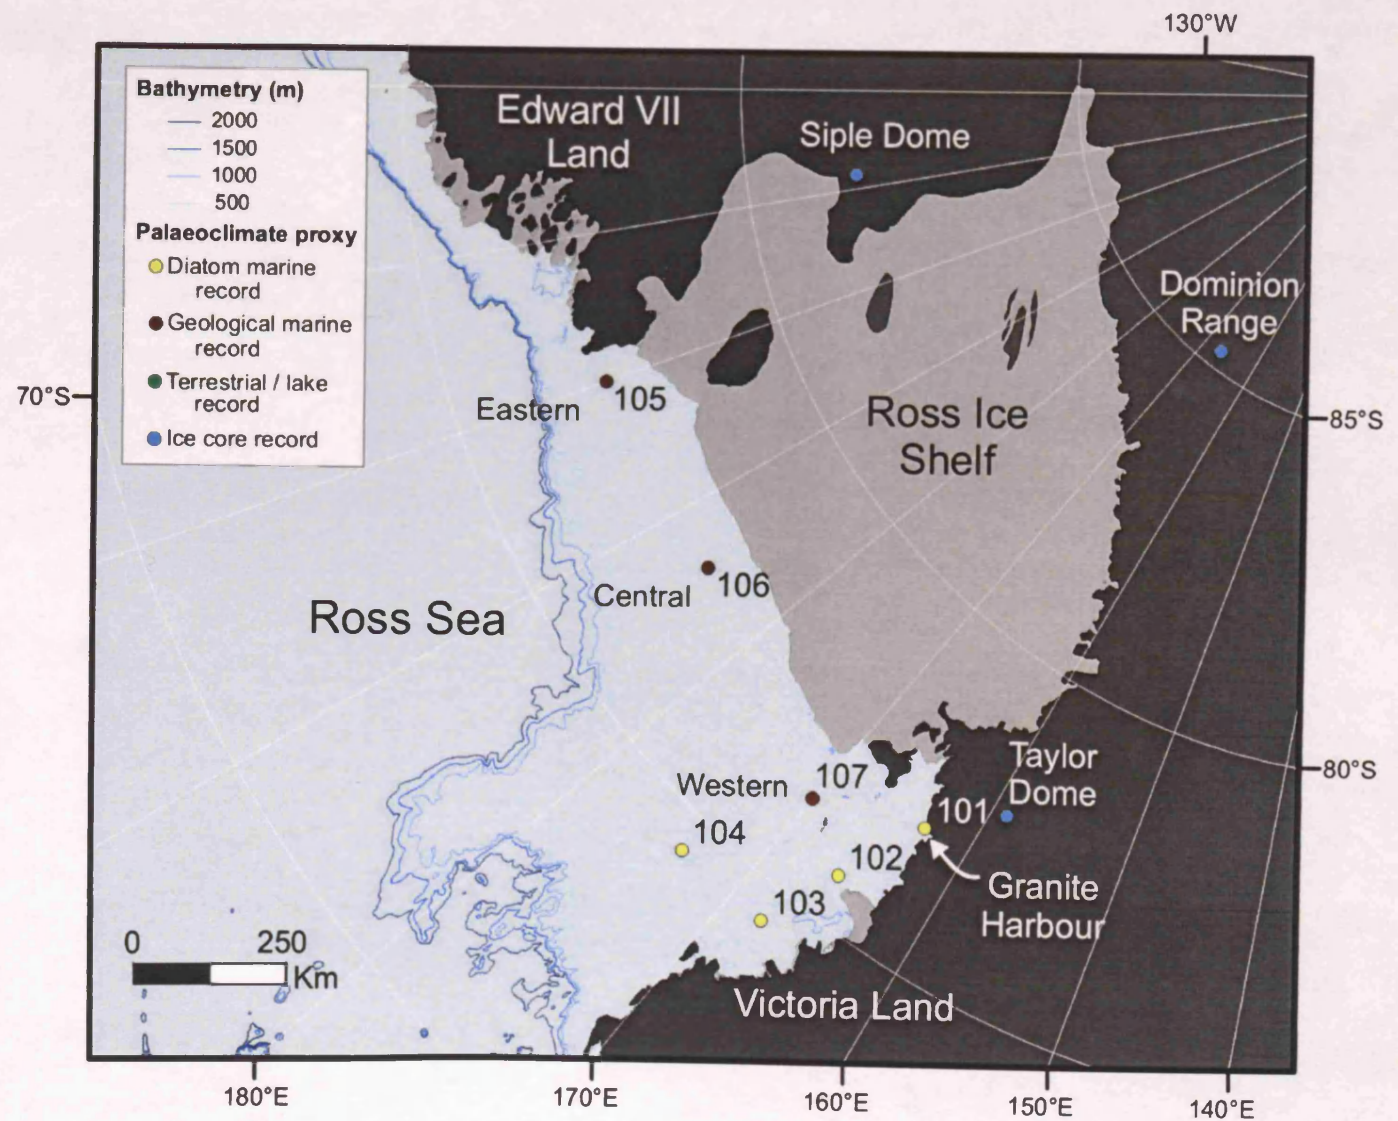 130°W
Bathymetry (m)
2000
1500
1000
500
Palaeoclimate proxy
Diatom marine
record
Geological marine
record
Terrestrial / lake
record
Ice core record
Edward VII
Land
Siple Dome
Dominion
Range
70°S
85°S
Eastern
105
Ross Ice
Shelf
Central
106
Ross Sea
Taylor
Dome
80°S
Western
107
104
101
102
103
Granite
Harbour
0 250
Km
Victoria Land
180°E
170°E
160°E
150°E
140°E